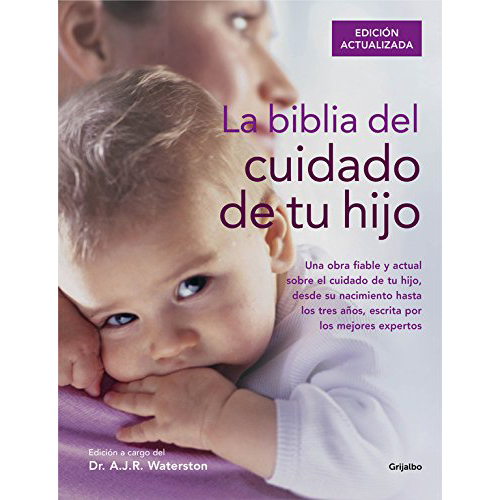 EDICIÓN
ACTUALIZADA
La biblia del
cuidado
de tu hijo
Una obra fiable y actual
sobre el cuidado de tu hijo,
desde su nacimiento hasta
los tres años, escrita por
los mejores expertos
Edición a cargo del
Dr. A.J.R. Waterston
Grijalbo